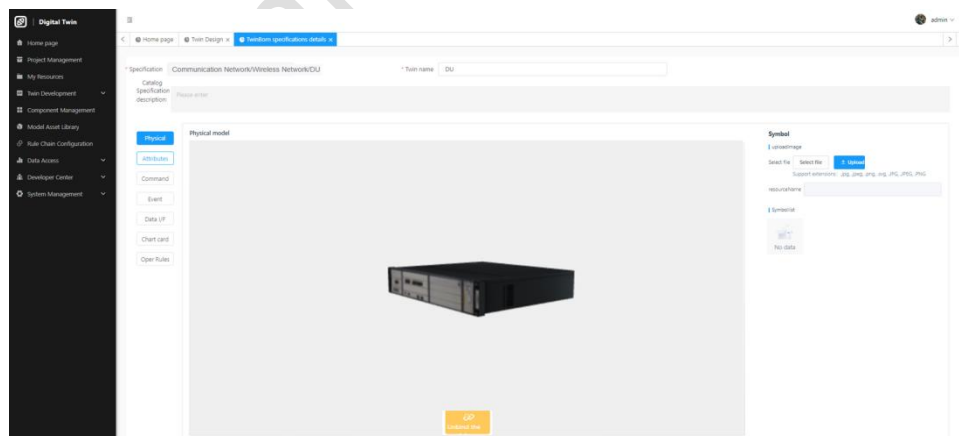 Digital Twin
admin
Home page
Project Management
My Resources
Twin Development
Component Management
Model Asset Library
Rule Chain Configuration
Data Access
Developer Center
System Management
Home page
Twin Design ×
TwinBom specifications details ×
* Specification Communication Network/Wireless Network/DU
* Twin name DU
Catalog
Specification
description
Please enter
Physical
Attributes
Command
Event
Data I/F
Chart card
Oper Rules
Physical model
Symbol
uploadImage
Select file Select file Upload
Support extensions: .jpg, .jpeg, .png, .svg, .JPG, .JPEG, .PNG
resourceName
Symbol list
No data